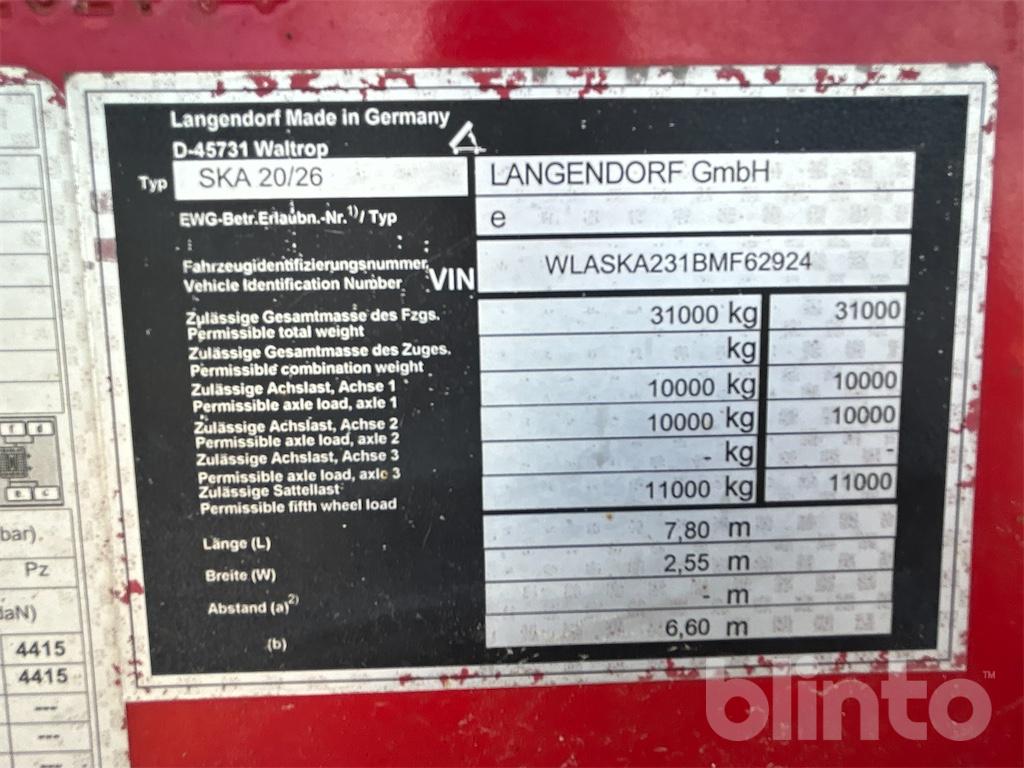 Langendorf Made in Germany
D-45731 Waltrop
Typ SKA 20/26 LANGENDORF GmbH
EWG-Betr.Erlaubn.-Nr.1)/ Typ e
Fahrzeugidentifizierungsnummer
Vehicle Identification Number VIN WLASKA231BMF62924
Zulässige Gesamtmasse des Fzgs.
Permissible total weight 31000 kg 31000
Zulässige Gesamtmasse des Zuges.
Permissible combination weight kg
Zulässige Achslast, Achse 1
Permissible axle load, axle 1 10000 kg 10000
Zulässige Achslast, Achse 2
Permissible axle load, axle 2 10000 kg 10000
Zulässige Achslast, Achse 3
Permissible axle load, axle 3 - kg -
Zulässige Sattellast
Permissible fifth wheel load 11000 kg 11000
Länge (L) 7,80 m
Breite (W) 2,55 m
Abstand (a)2) - m
(b) 6,60 m
bar).
Pz
daN)
4415
4415
---
---
---
blinto™